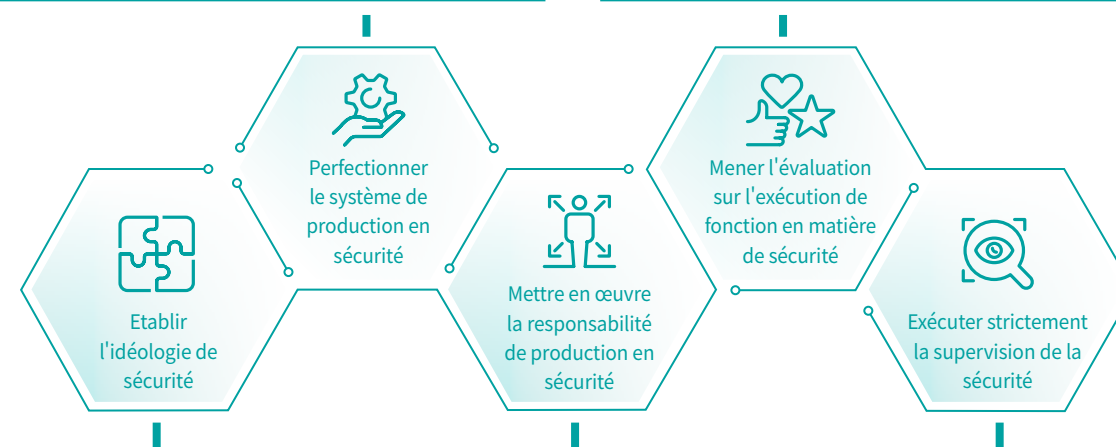 Etablir
l'idéologie de
sécurité
Perfectionner
le système de
production en
sécurité
Mettre en œuvre
la responsabilité
de production en
sécurité
Mener l'évaluation
sur l'exécution de
fonction en matière
de sécurité
Exécuter strictement
la supervision de la
sécurité